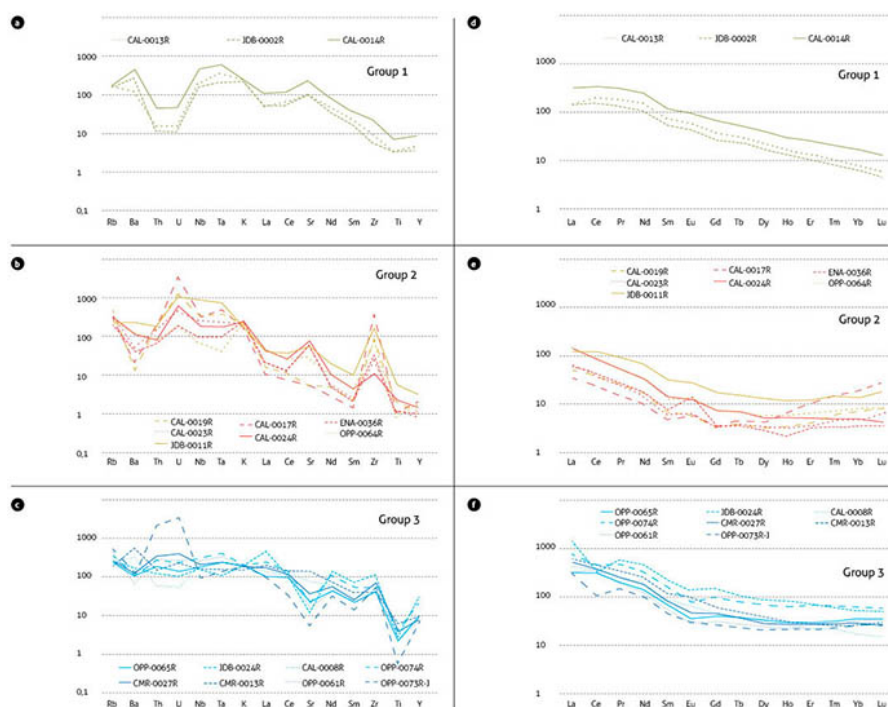 a
CAL-0013R JDB-0002R CAL-0014R
1000
Group 1
100
10
1
0,1
Rb Ba Th U Nb Ta K La Ce Sr Nd Sm Zr Ti Y
d
CAL-0013R JDB-0002R CAL-0014R
1000
Group 1
100
10
1
La Ce Pr Nd Sm Eu Gd Tb Dy Ho Er Tm Yb Lu
b
Group 2
1000
100
10
1
CAL-0019R CAL-0017R ENA-0036R
CAL-0023R CAL-0024R OPP-0064R
JDB-0011R
0,1
Rb Ba Th U Nb Ta K La Ce Sr Nd Sm Zr Ti Y
e
CAL-0019R CAL-0017R ENA-0036R
CAL-0023R CAL-0024R OPP-0064R
JDB-0011R
1000
Group 2
100
10
1
La Ce Pr Nd Sm Eu Gd Tb Dy Ho Er Tm Yb Lu
c
Group 3
1000
100
10
1
OPP-0065R JDB-0024R CAL-0008R OPP-0074R
CMR-0027R CMR-0013R OPP-0061R OPP-0073R-J
0,1
Rb Ba Th U Nb Ta K La Ce Sr Nd Sm Zr Ti Y
f
OPP-0065R JDB-0024R CAL-0008R
OPP-0074R CMR-0027R CMR-0013R
OPP-0061R OPP-0073R-J
1000
Group 3
100
10
1
La Ce Pr Nd Sm Eu Gd Tb Dy Ho Er Tm Yb Lu